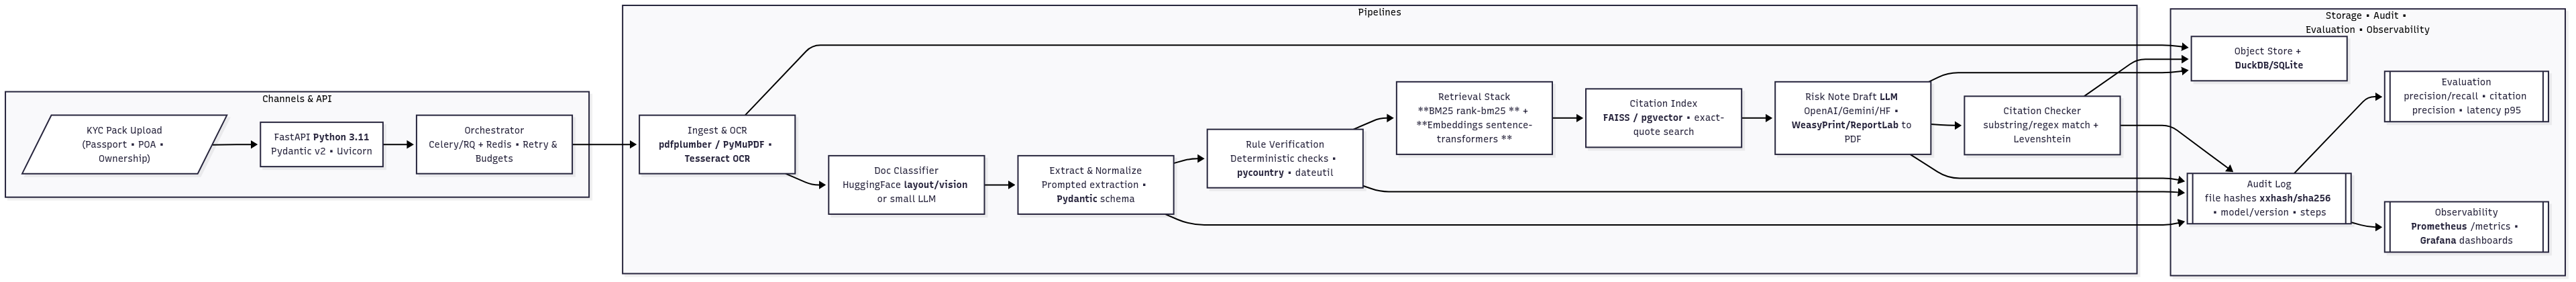 Channels & API
KYC Pack Upload
(Passport • POA •
Ownership)
FastAPI Python 3.11
Pydantic v2 • Uvicorn
Orchestrator
Celery/RQ + Redis • Retry &
Budgets
Pipelines
Ingest & OCR
pdfplumber / PyMuPDF •
Tesseract OCR
Doc Classifier
HuggingFace layout/vision
or small LLM
Extract & Normalize
Prompted extraction •
Pydantic schema
Rule Verification
Deterministic checks •
pycountry • dateutil
Retrieval Stack
**BM25 rank-bm25 ** +
**Embeddings sentence-
transformers **
Citation Index
FAISS / pgvector • exact-
quote search
Risk Note Draft LLM
OpenAI/Gemini/HF •
WeasyPrint/ReportLab to
PDF
Citation Checker
substring/regex match +
Levenshtein
Storage • Audit •
Evaluation • Observability
Object Store +
DuckDB/SQLite
Audit Log
file hashes xxhash/sha256
• model/version • steps
Evaluation
precision/recall • citation
precision • latency p95
Observability
Prometheus /metrics •
Grafana dashboards